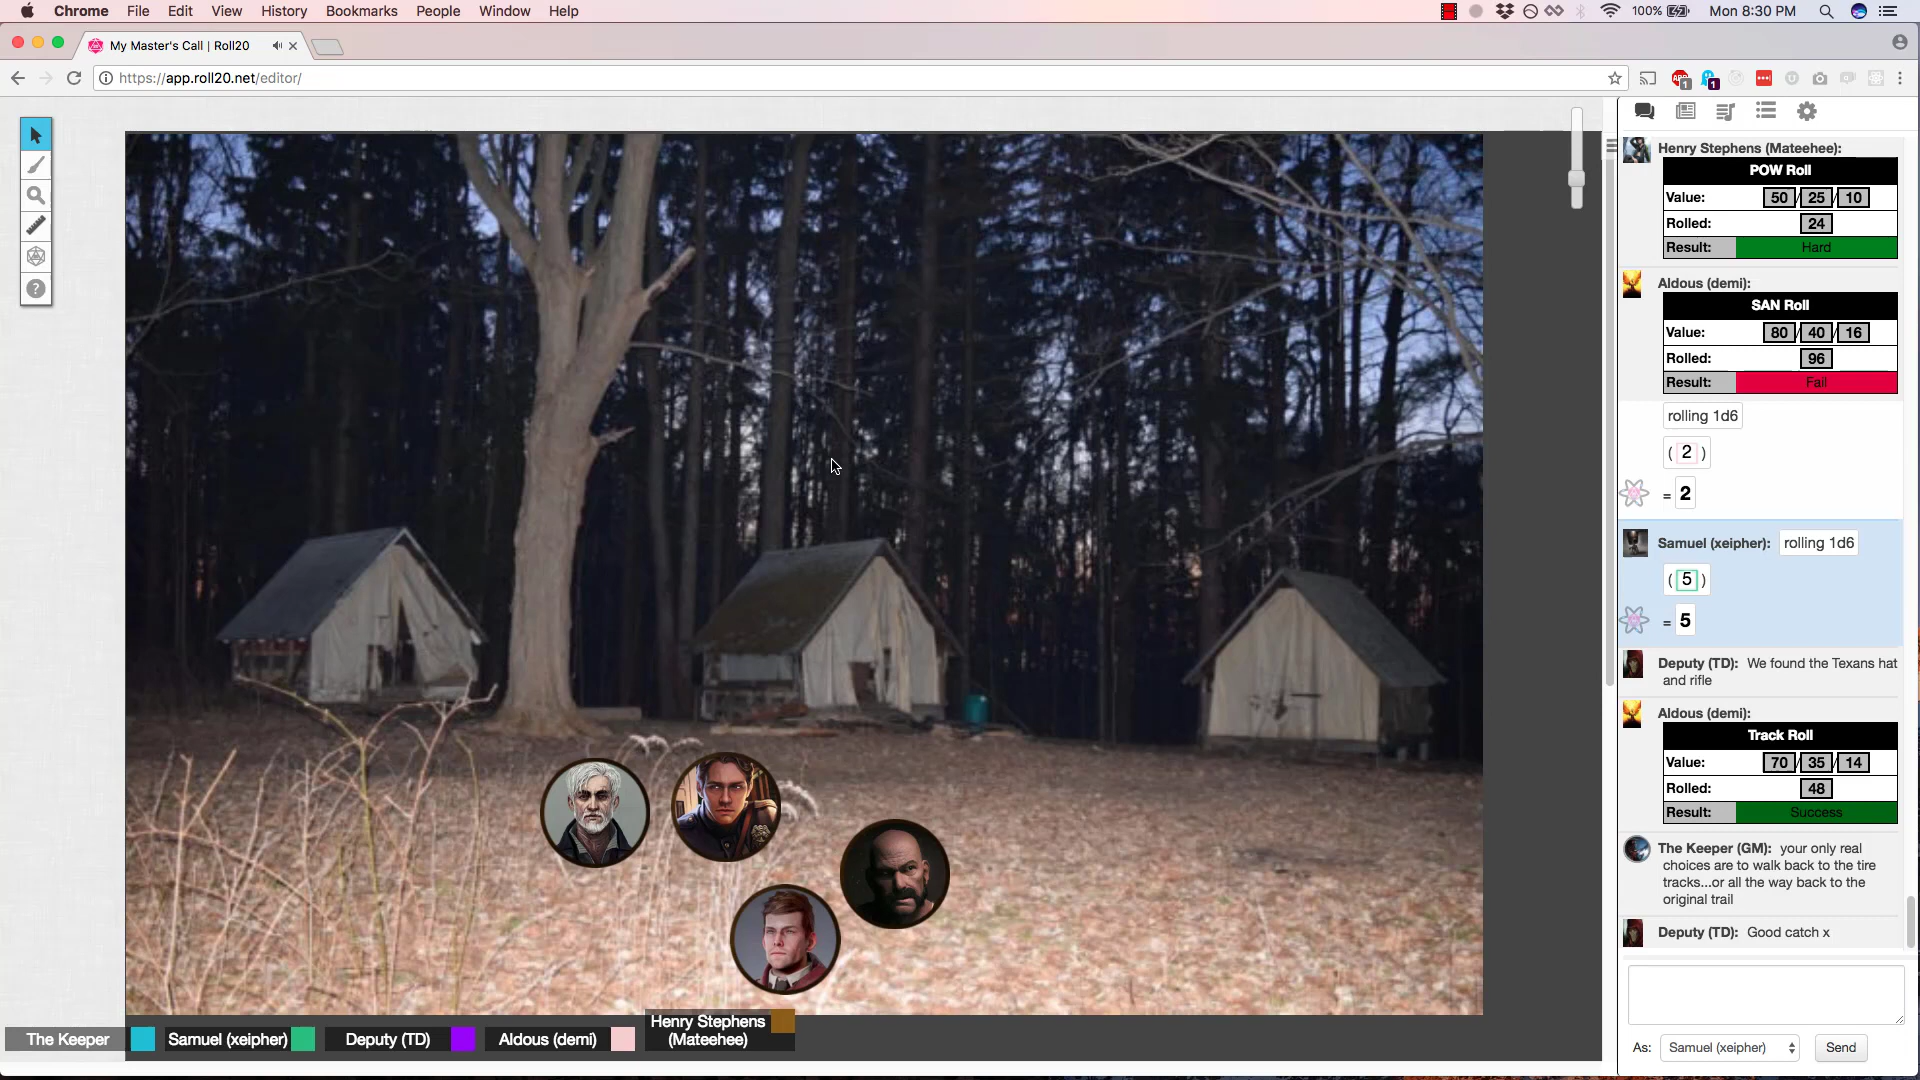 Chrome File Edit View History Bookmarks People Window Help
100% Mon 8:30 PM
My Master's Call | Roll20
https://app.roll20.net/editor/
1 1
Henry Stephens (Mateehee):
POW Roll
Value: 50 / 25 / 10
Rolled: 24
Result: Hard
Aldous (demi):
SAN Roll
Value: 80 / 40 / 16
Rolled: 96
Result: Fail
rolling 1d6
( 2 )
= 2
Samuel (xeipher): rolling 1d6
( 5 )
= 5
Deputy (TD): We found the Texans hat
and rifle
Aldous (demi):
Track Roll
Value: 70 / 35 / 14
Rolled: 48
Result: Success
The Keeper (GM): your only real
choices are to walk back to the tire
tracks...or all the way back to the
original trail
Deputy (TD): Good catch x
As: Samuel (xeipher) Send
The Keeper
Samuel (xeipher)
Deputy (TD)
Aldous (demi)
Henry Stephens
(Mateehee)